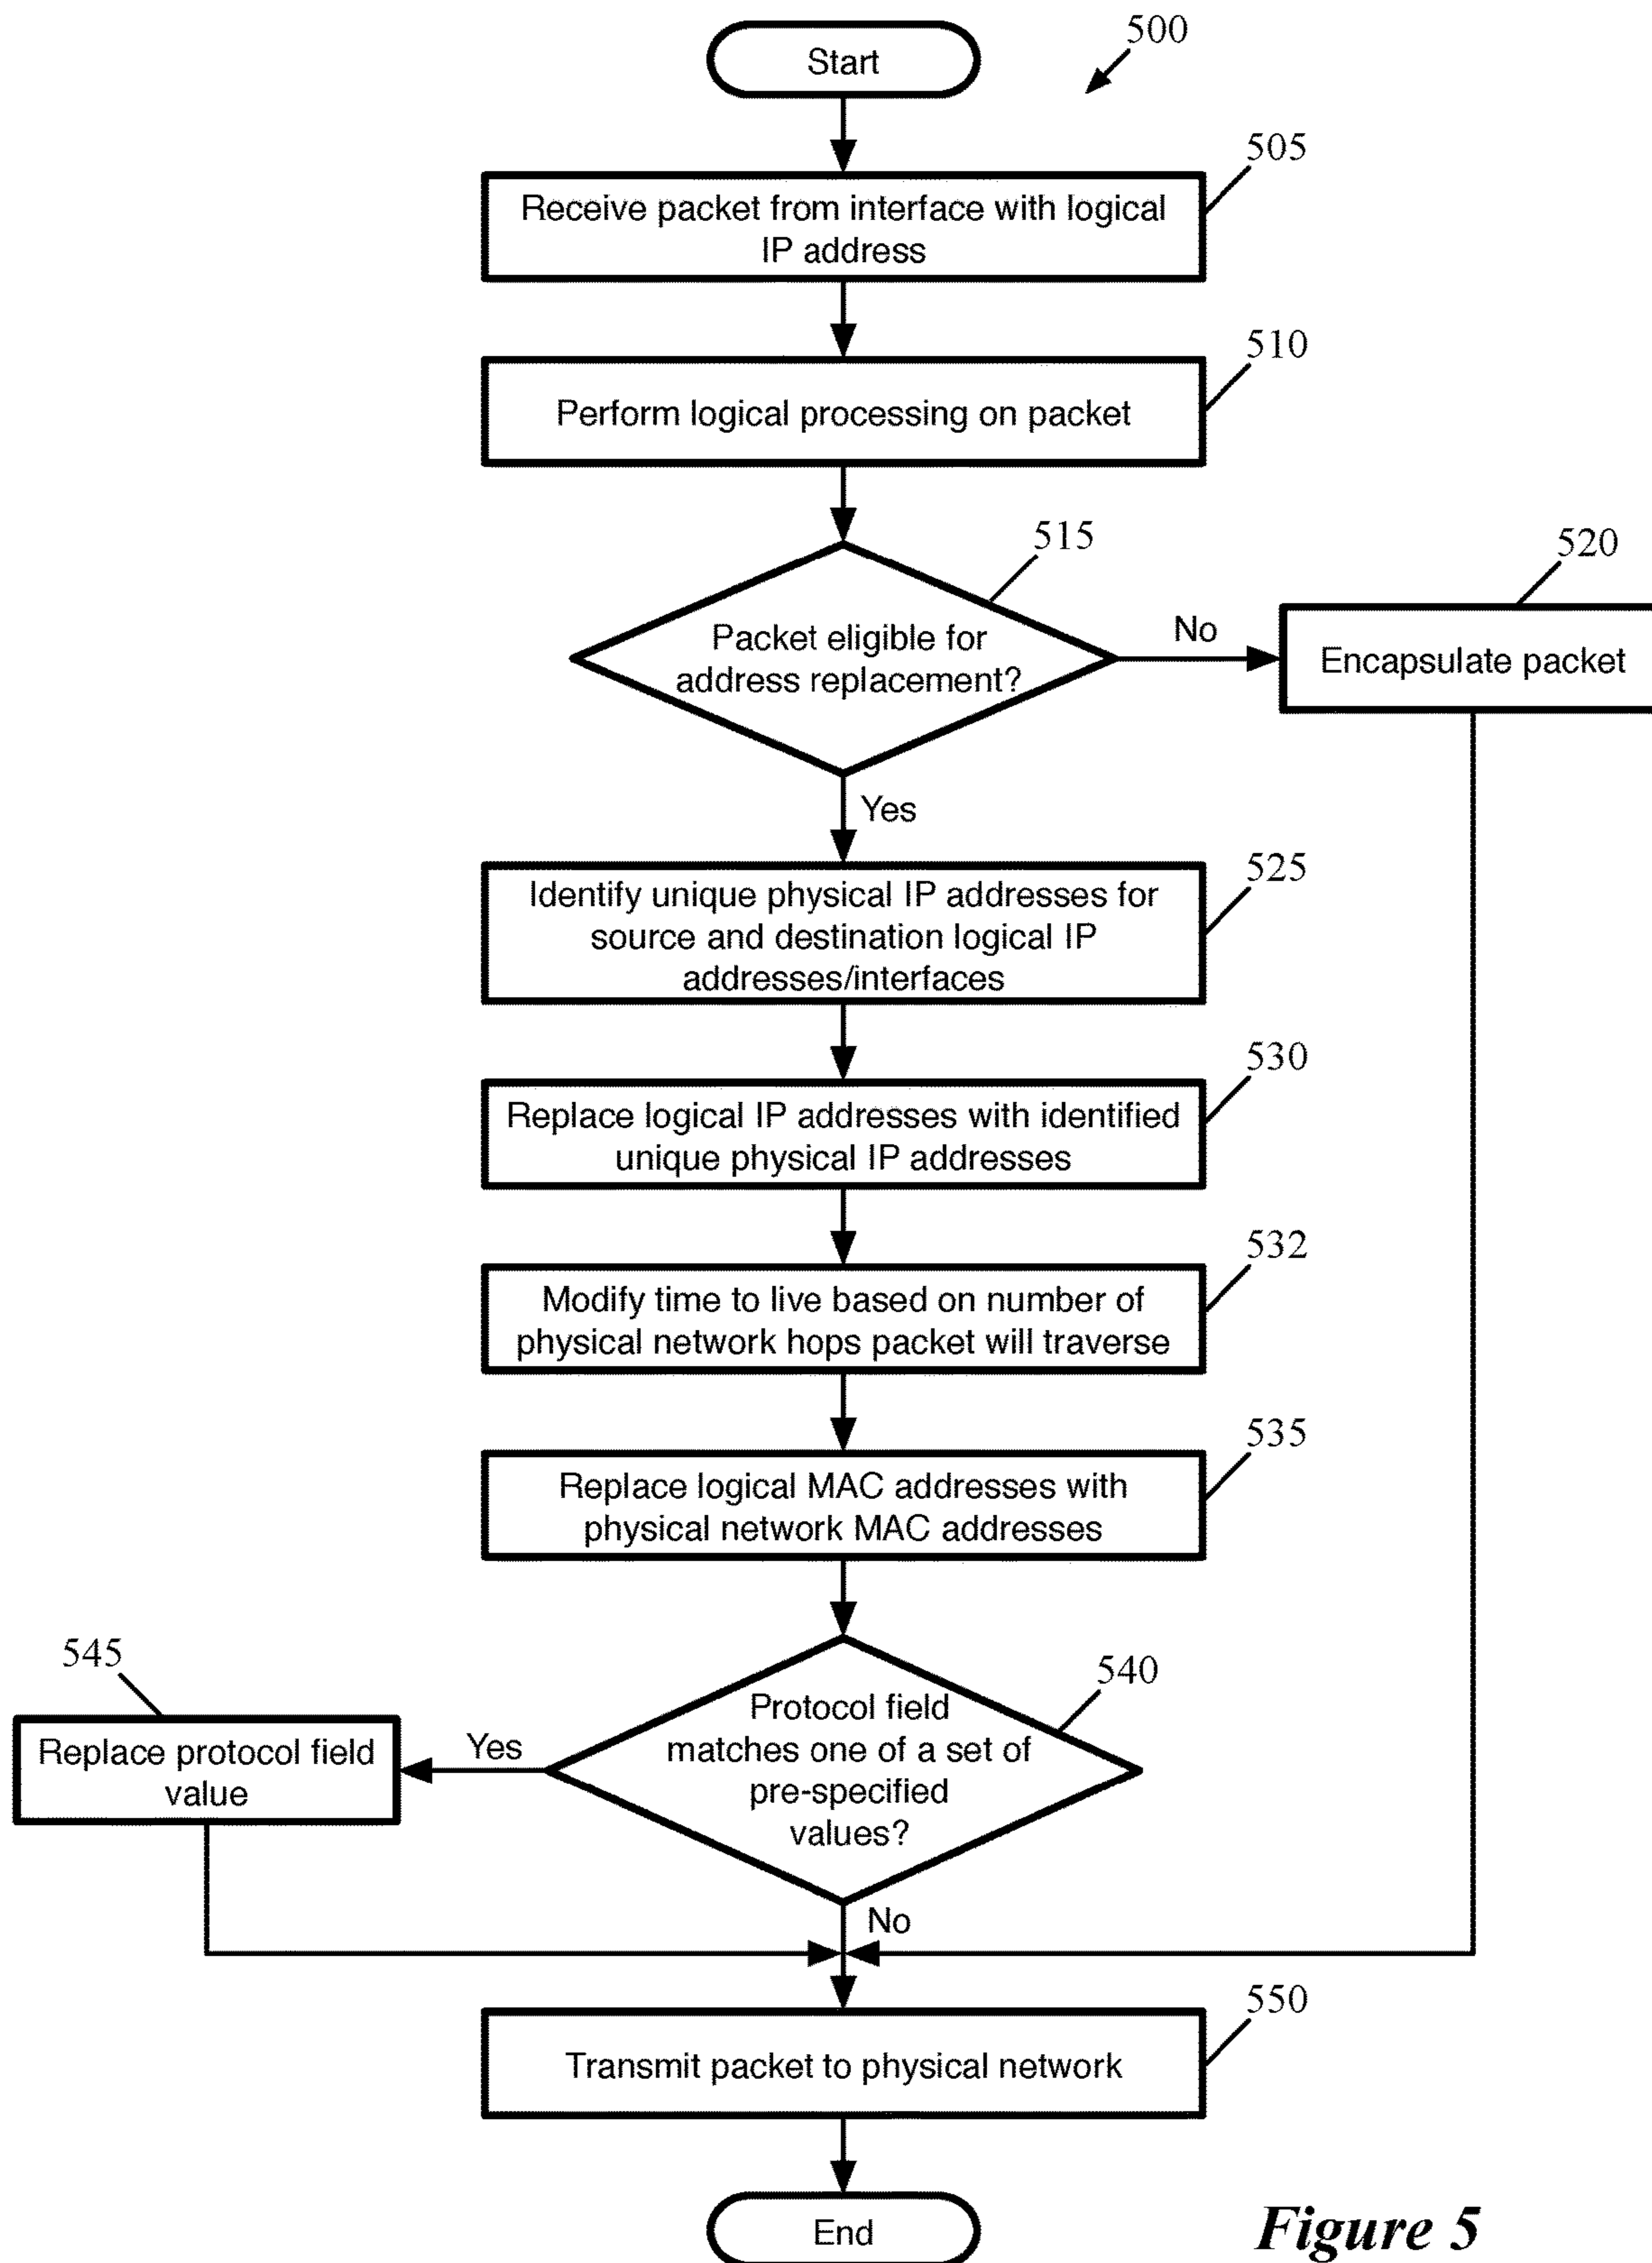 Start
500
505
Receive packet from interface with logical
IP address
510
Perform logical processing on packet
515
Packet eligible for
address replacement?
No
520
Encapsulate packet
Yes
525
Identify unique physical IP addresses for
source and destination logical IP
addresses/interfaces
530
Replace logical IP addresses with identified
unique physical IP addresses
532
Modify time to live based on number of
physical network hops packet will traverse
535
Replace logical MAC addresses with
physical network MAC addresses
540
Protocol field
matches one of a set of
pre-specified
values?
Yes
545
Replace protocol field
value
No
550
Transmit packet to physical network
End
Figure 5